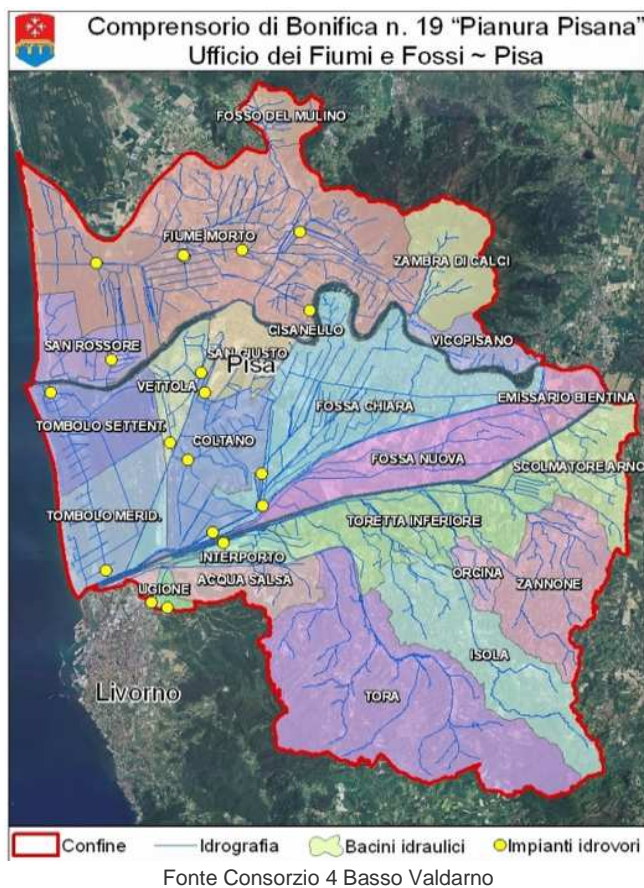 Comprensorio di Bonifica n. 19 "Pianura Pisana"
Ufficio dei Fiumi e Fossi ~ Pisa
FOSSO DEL MULINO
FIUME MORTO
ZAMBRA DI CALCI
CISANELLO
SAN ROSSORE
SAN GIUSTO
VICOPISANO
Pisa
VETTOLA
EMISSARIO BIENTINA
FOSSA CHIARA
TOMBOLO SETTENT.
COLTANO
FOSSA NUOVA
SCOLMATORE ARNO
TOMBOLO MERID.
TORETTA INFERIORE
INTERPORTO
ORCINA
ACQUA SALSA
ZANNONE
UGIONE
ISOLA
Livorno
TORA
Confine
Idrografia
Bacini idraulici
Impianti idrovori
Fonte Consorzio 4 Basso Valdarno